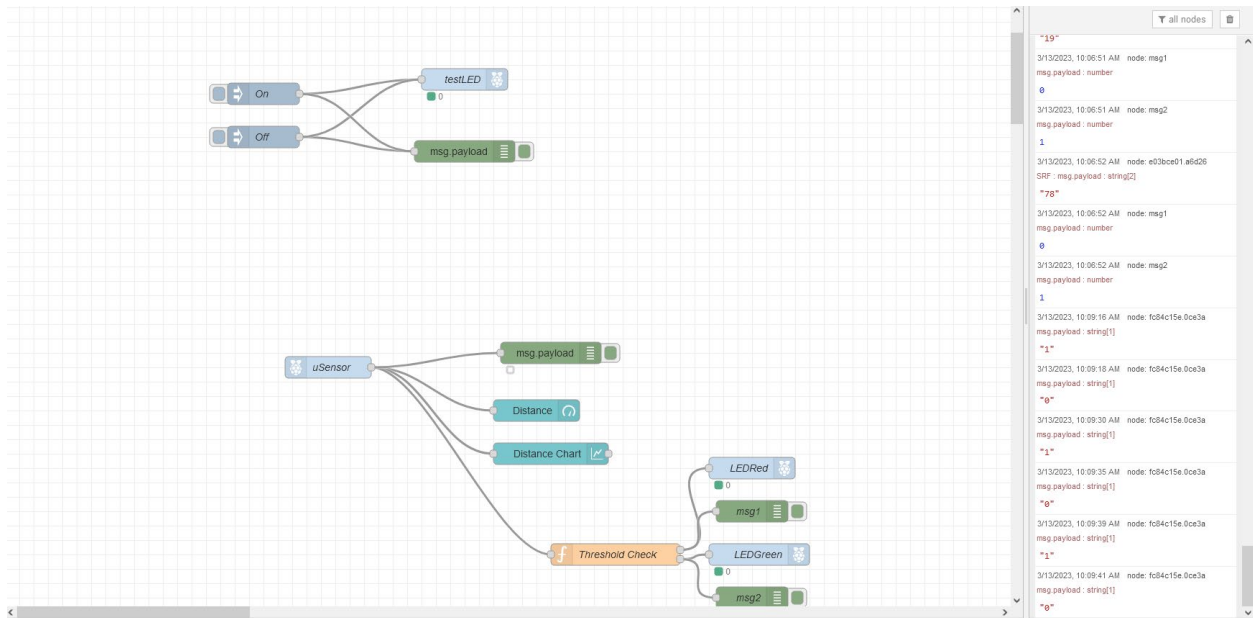 On
Off
testLED
0
msg.payload
uSensor
msg.payload
Distance
Distance Chart
Threshold Check
LEDRed
0
msg1
LEDGreen
0
msg2
all nodes
"19"
3/13/2023, 10:06:51 AM node: msg1
msg.payload : number
0
3/13/2023, 10:06:51 AM node: msg2
msg.payload : number
1
3/13/2023, 10:06:52 AM node: e03bce01.a6d26
SRF : msg.payload : string[2]
"78"
3/13/2023, 10:06:52 AM node: msg1
msg.payload : number
0
3/13/2023, 10:06:52 AM node: msg2
msg.payload : number
1
3/13/2023, 10:09:16 AM node: fc84c15e.0ce3a
msg.payload : string[1]
"1"
3/13/2023, 10:09:18 AM node: fc84c15e.0ce3a
msg.payload : string[1]
"0"
3/13/2023, 10:09:30 AM node: fc84c15e.0ce3a
msg.payload : string[1]
"1"
3/13/2023, 10:09:35 AM node: fc84c15e.0ce3a
msg.payload : string[1]
"0"
3/13/2023, 10:09:39 AM node: fc84c15e.0ce3a
msg.payload : string[1]
"1"
3/13/2023, 10:09:41 AM node: fc84c15e.0ce3a
msg.payload : string[1]
"0"